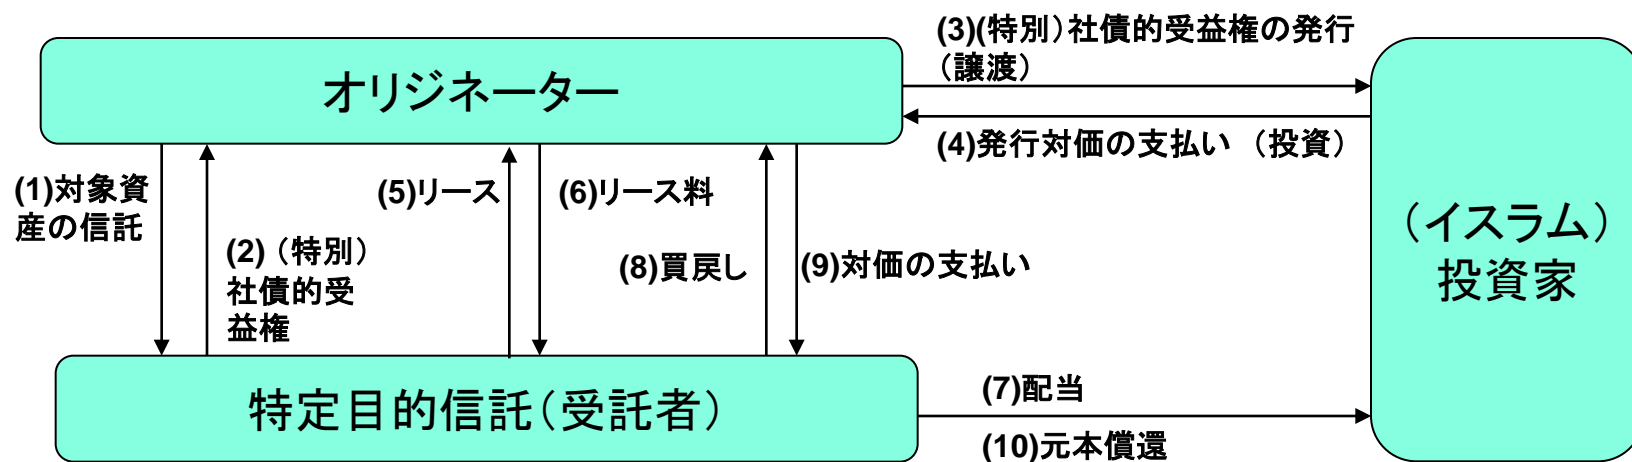 (3)(特別)社債的受益権の発行
(譲渡)
オリジネーター
(4)発行対価の支払い (投資)
(1)対象資
産の信託
(5)リース
(6)リース料
(2) (特別)
社債的受
益権
(8)買戻し
(9)対価の支払い
(イスラム)
投資家
特定目的信託(受託者)
(7)配当
(10)元本償還